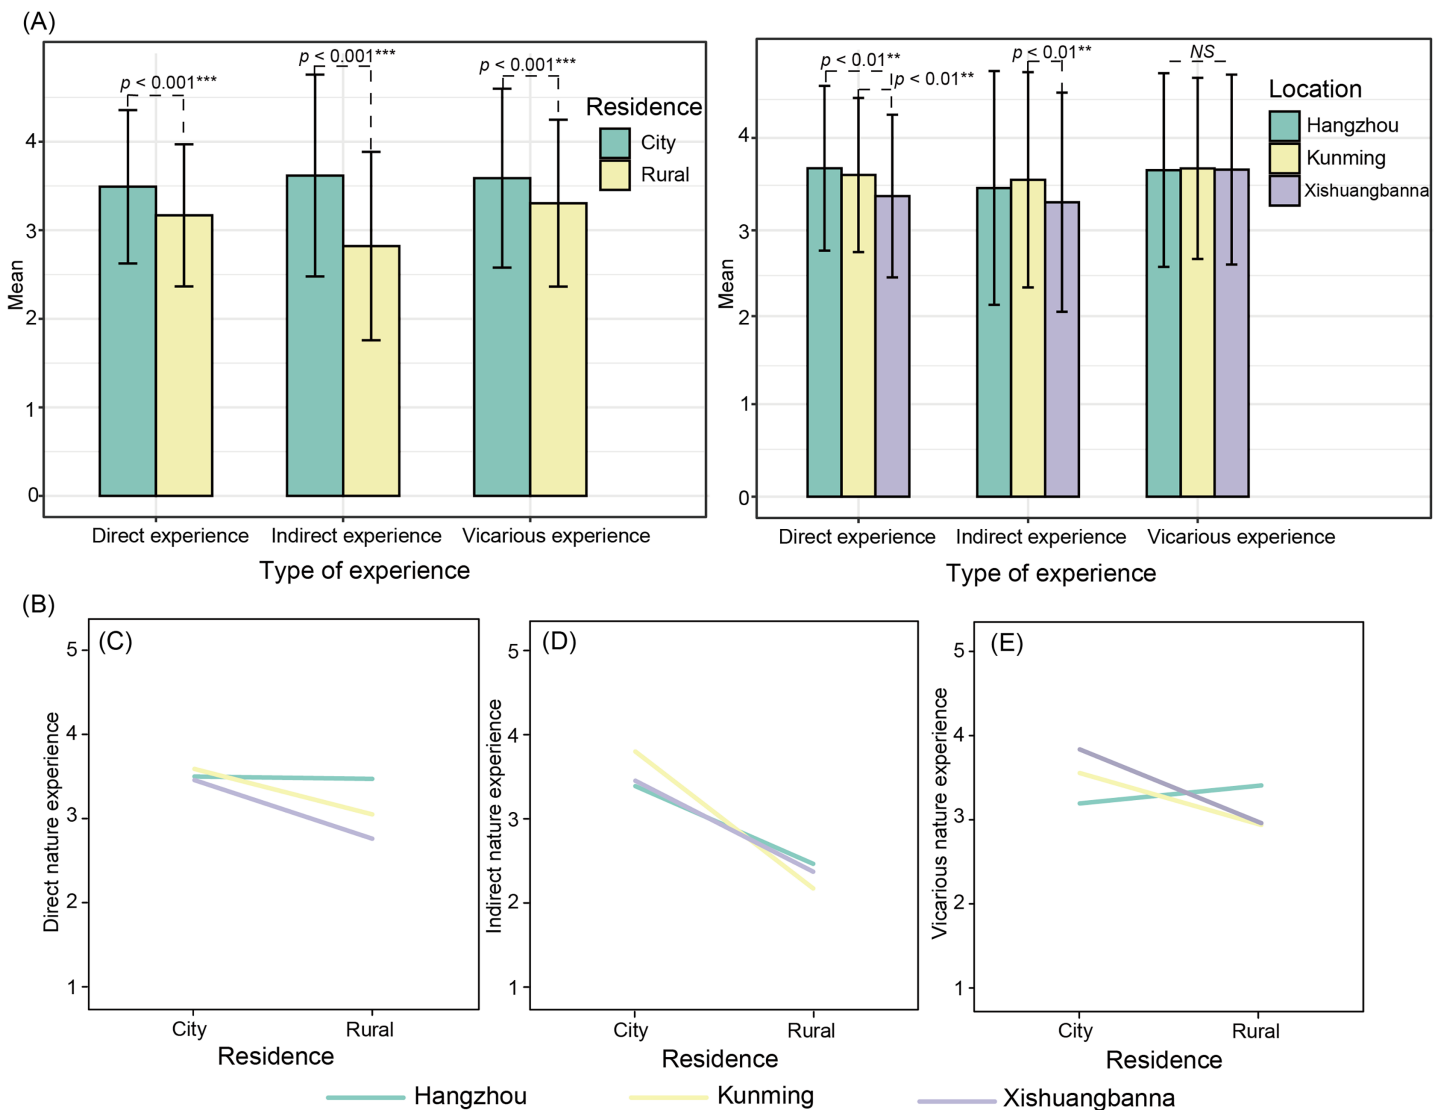 (A)
p < 0.001***
p < 0.001***
p < 0.001***
Residence
City
Rural
4
3
2
1
0
Mean
Direct experience
Indirect experience
Vicarious experience
Type of experience
p < 0.01**
p < 0.01**
p < 0.01**
NS
Location
Hangzhou
Kunming
Xishuangbanna
4
3
2
1
0
Mean
Direct experience
Indirect experience
Vicarious experience
Type of experience
(B)
(C)
5
4
3
2
1
Direct nature experience
City
Rural
Residence
(D)
5
4
3
2
1
Indirect nature experience
City
Rural
Residence
(E)
5
4
3
2
1
Vicarious nature experience
City
Rural
Residence
Hangzhou
Kunming
Xishuangbanna